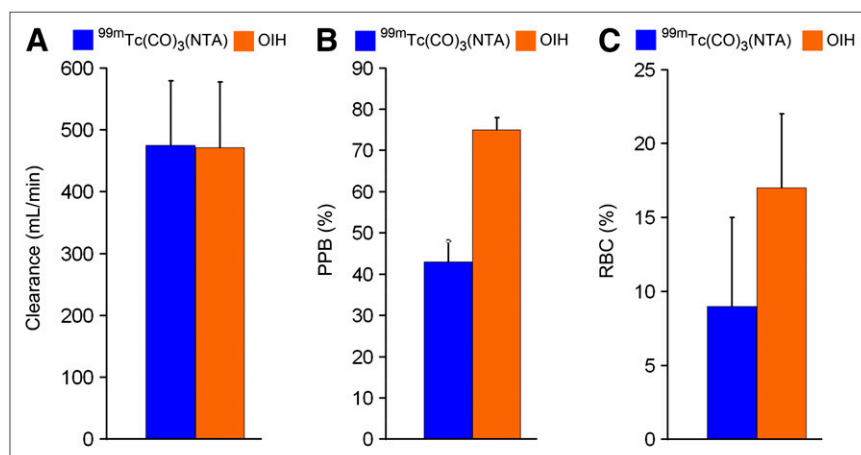 A
99mTc(CO)3(NTA) OIH
600
500
400
300
200
100
0
Clearance (mL/min)
B
99mTc(CO)3(NTA) OIH
90
80
70
60
50
40
30
20
10
0
PPB (%)
C
99mTc(CO)3(NTA) OIH
25
20
15
10
5
0
RBC (%)